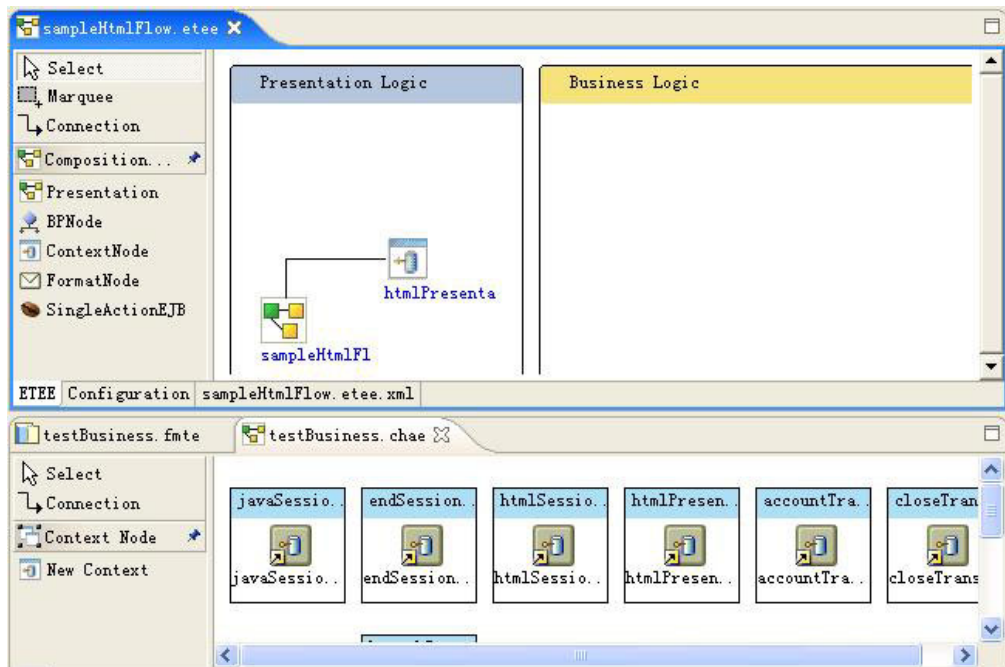 sampleHtmlFlow.etee
Select
Marquee
Connection
Composition...
Presentation
BPNode
ContextNode
FormatNode
SingleActionEJB
Presentation Logic
Business Logic
htmlPresenta
sampleHtmlFl
ETEE Configuration sampleHtmlFlow.etee.xml
testBusiness.fmte testBusiness.chae
Select
Connection
Context Node
New Context
javaSessio.. endSession.. htmlSessio.. htmlPresen.. accountTra.. closeTran
javaSessio.. endSession.. htmlSessio.. htmlPresen.. accountTra.. closeTrans